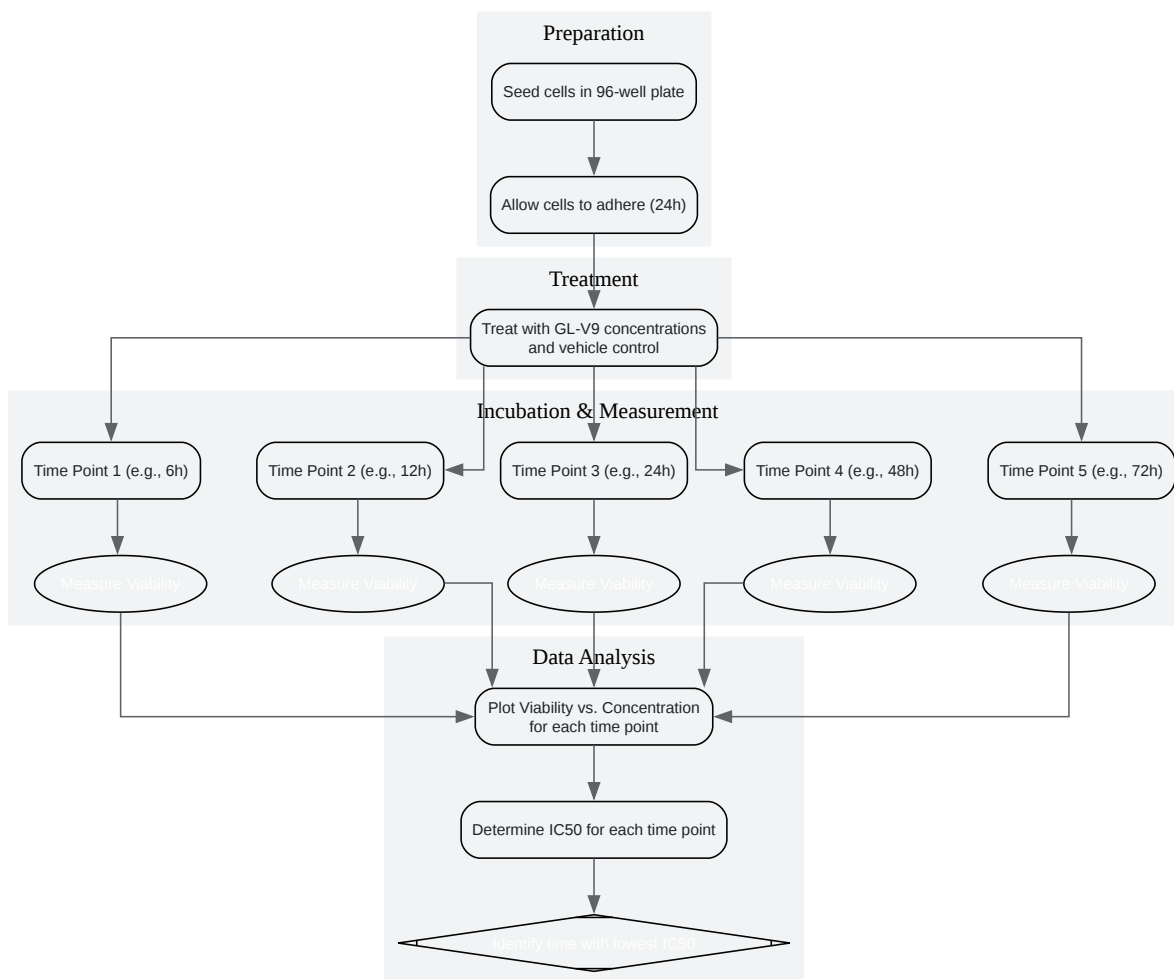 Preparation
Seed cells in 96-well plate
Allow cells to adhere (24h)
Treatment
Treat with GL-V9 concentrations
and vehicle control
Incubation & Measurement
Time Point 1 (e.g., 6h)
Time Point 2 (e.g., 12h)
Time Point 3 (e.g., 24h)
Time Point 4 (e.g., 48h)
Time Point 5 (e.g., 72h)
Measure Viability
Measure Viability
Measure Viability
Measure Viability
Measure Viability
Data Analysis
Plot Viability vs. Concentration
for each time point
Determine IC50 for each time point
Identify time with lowest IC50